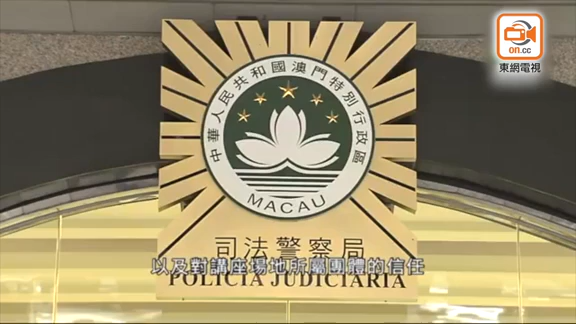 on.cc
東網電視
中華人民共和國澳門特別行政區
MACAU
司法警察局
以及對講座場地所屬團體的信任
POLÍCIA JUDICIÁRIA